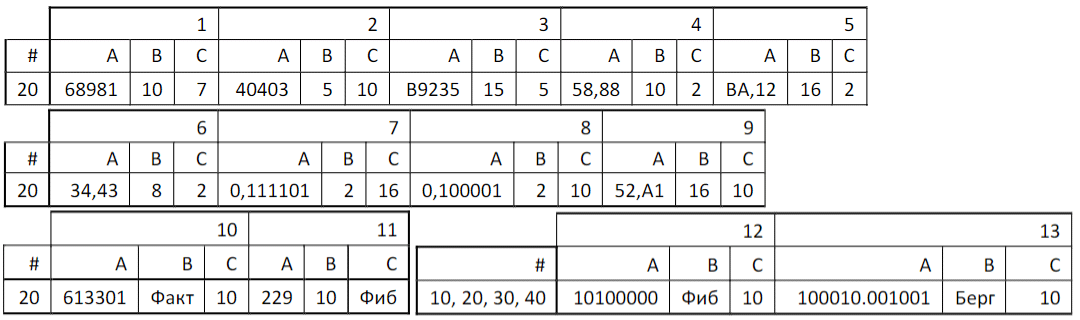 1 2 3 4 5
# A B C A B C A B C A B C A B C
20 68981 10 7 40403 5 10 B9235 15 5 58,88 10 2 BA,12 16 2
6 7 8 9
# A B C A B C A B C A B C
20 34,43 8 2 0,111101 2 16 0,100001 2 10 52,A1 16 10
10 11 12 13
# A B C A B C # A B C A B C
20 613301 Факт 10 229 10 Фиб 10, 20, 30, 40 10100000 Фиб 10 100010.001001 Берг 10